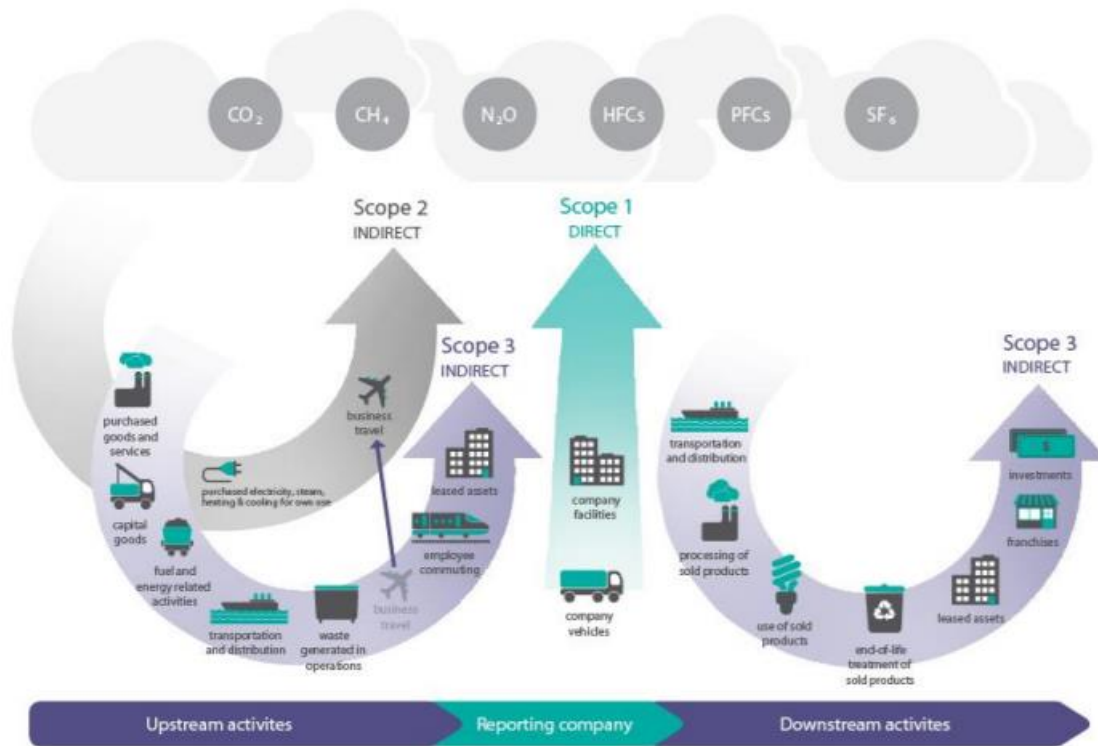 CO₂
CH₄
N₂O
HFCs
PFCs
SF₆
Scope 2
INDIRECT
Scope 1
DIRECT
Scope 3
INDIRECT
Scope 3
INDIRECT
purchased
goods and
services
capital
goods
fuel and
energy related
activities
transportation
and distribution
waste
generated in
operations
business
travel
employee
commuting
leased assets
purchased electricity, steam,
heating & cooling for own use
business
travel
company
facilities
company
vehicles
transportation
and distribution
processing of
sold products
use of sold
products
end-of-life
treatment of
sold products
leased assets
franchises
$
investments
Upstream activites
Reporting company
Downstream activites